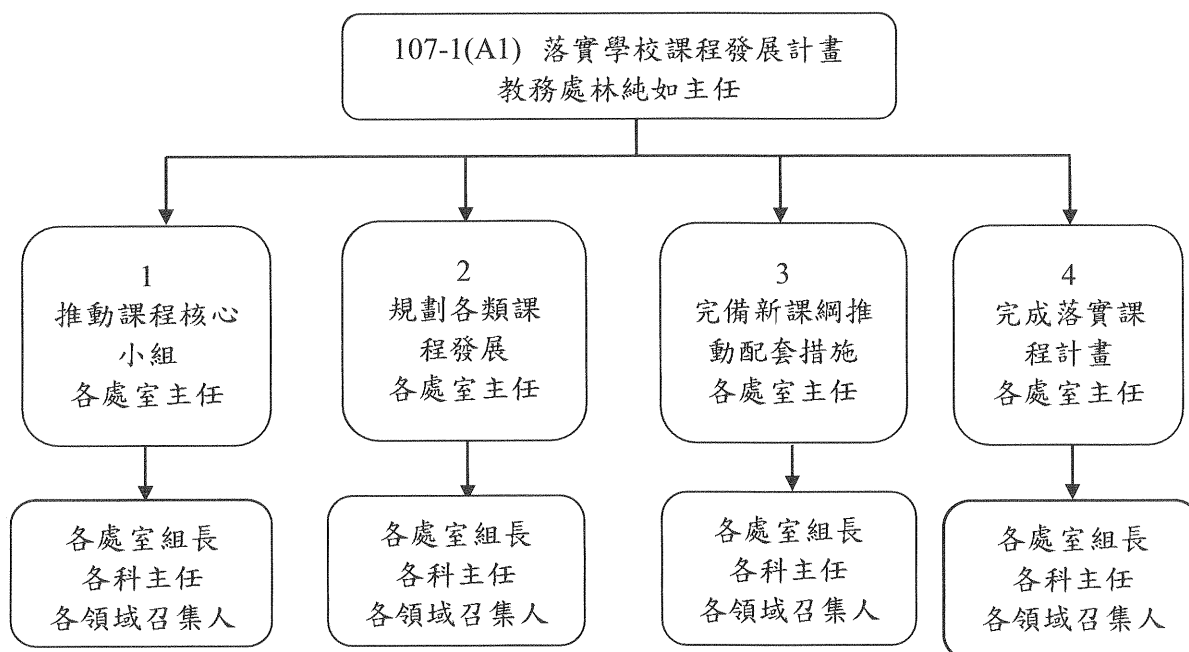 107-1(A1) 落實學校課程發展計畫
教務處林純如主任
1
推動課程核心
小組
各處室主任
2
規劃各類課
程發展
各處室主任
3
完備新課綱推
動配套措施
各處室主任
4
完成落實課
程計畫
各處室主任
各處室組長
各科主任
各領域召集人
各處室組長
各科主任
各領域召集人
各處室組長
各科主任
各領域召集人
各處室組長
各科主任
各領域召集人